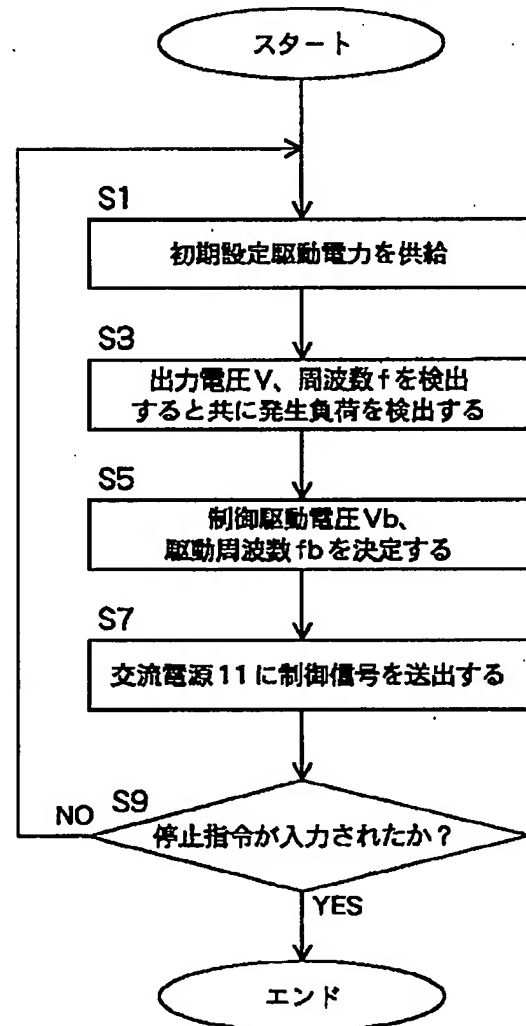 スタート
S1
初期設定駆動電力を供給
S3
出力電圧V、周波数fを検出
すると共に発生負荷を検出する
S5
制御駆動電圧Vb、
駆動周波数fbを決定する
S7
交流電源11に制御信号を送出する
S9
NO
停止指令が入力されたか?
YES
エンド